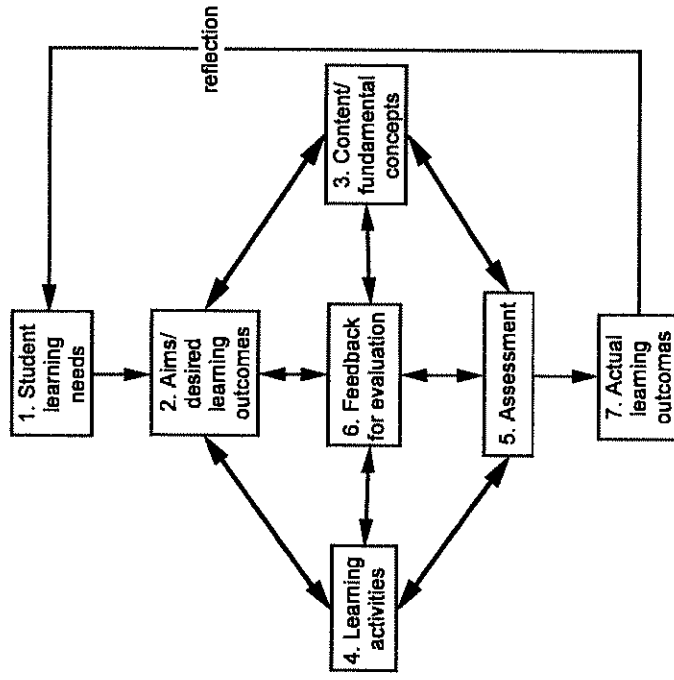 1. Student
learning
needs
2. Aims/
desired
learning
outcomes
3. Content/
fundamental
concepts
4. Learning
activities
5. Assessment
6. Feedback
for evaluation
7. Actual
learning
outcomas
reflection